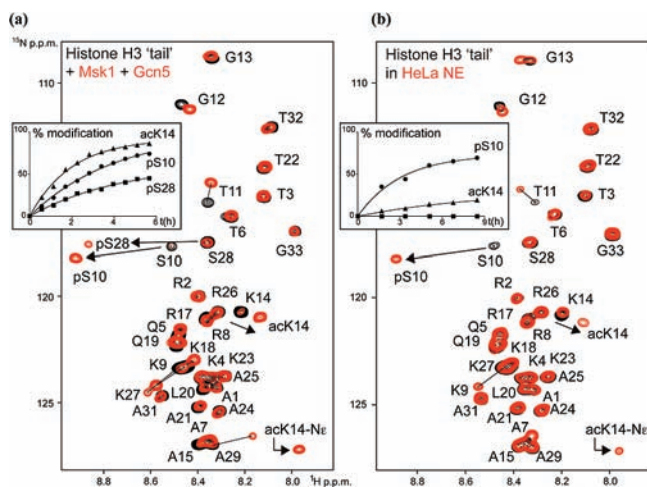 (a)
¹⁵N p.p.m.
Histone H3 'tail'
+ Msk1 + Gcn5
110
G13
G12
T32
T22
T3
T11
T6
G33
% modification
100
50
0
acK14
pS10
pS28
0 2 4 6 t(h)
pS28
S10
S28
pS10
120
R2
R26
K14
R17
R8
acK14
Q5
Q19
K18
K9
K4
K23
A25
K27
L20
A1
A31
125
A21
A24
A7
acK14-Nε
A15
A29
8.8 8.6 8.4 8.2 8.0
¹H p.p.m.
(b)
Histone H3 'tail'
in HeLa NE
G13
G12
T32
T22
T3
T11
T6
G33
% modification
100
50
0
pS10
acK14
0 2 4 6 8 t(h)
S10
S28
pS10
R2
R26
K14
R17
R8
acK14
Q5
Q19
K18
K27
K4
K23
K9
A25
L20
A1
A31
A21
A24
A7
acK14-Nε
A15
A29
8.8 8.6 8.4 8.2 8.0